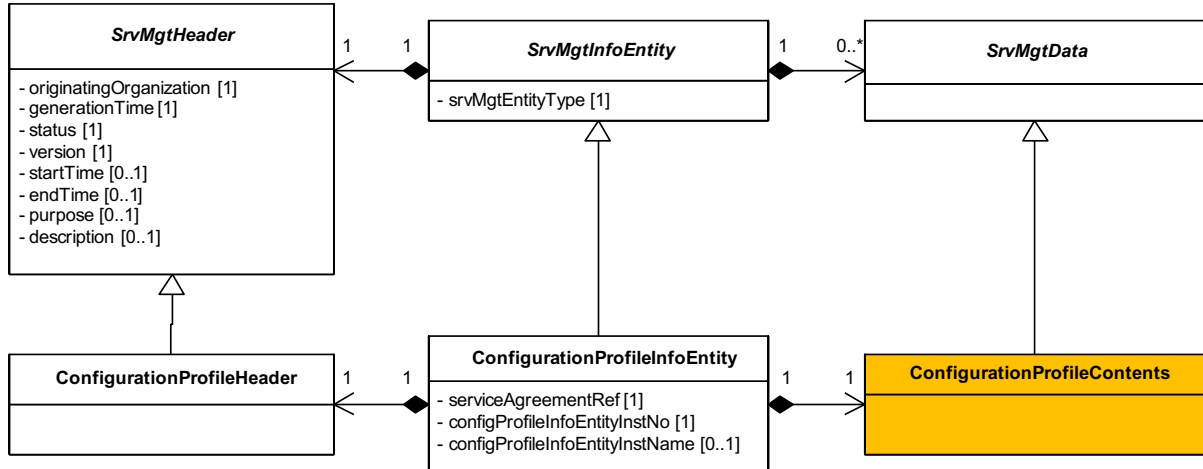 SrvMgtHeader
- originatingOrganization [1]
- generationTime [1]
- status [1]
- version [1]
- startTime [0..1]
- endTime [0..1]
- purpose [0..1]
- description [0..1]
1
1
SrvMgtInfoEntity
- srvMgtEntityType [1]
1
0..*
SrvMgtData
ConfigurationProfileHeader
1
1
ConfigurationProfileInfoEntity
- serviceAgreementRef [1]
- configProfileInfoEntityInstNo [1]
- configProfileInfoEntityInstName [0..1]
1
1
ConfigurationProfileContents